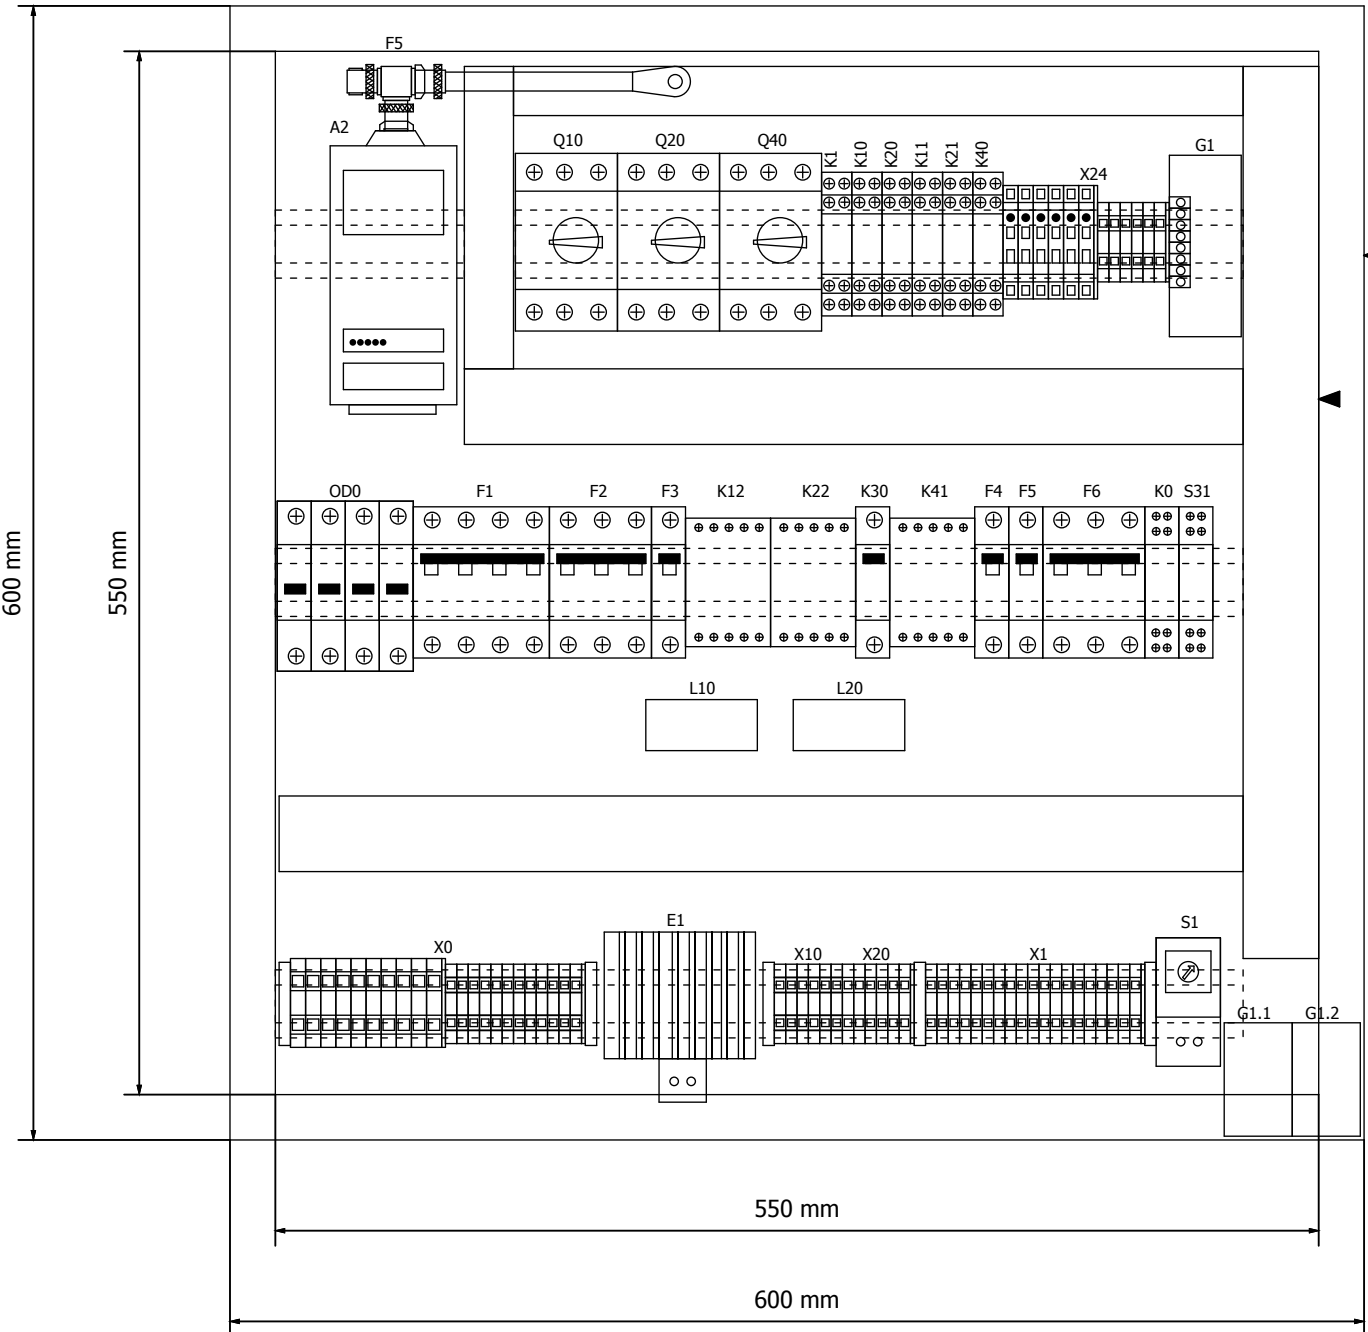 F5
A2
Q10 Q20 Q40 K1 K10 K20 K11 K21 K40 X24 G1
OD0 F1 F2 F3 K12 K22 K30 K41 F4 F5 F6 K0 S31
600 mm
550 mm
L10 L20
X0 E1 X10 X20 X1 S1
G1.1 G1.2
550 mm
600 mm